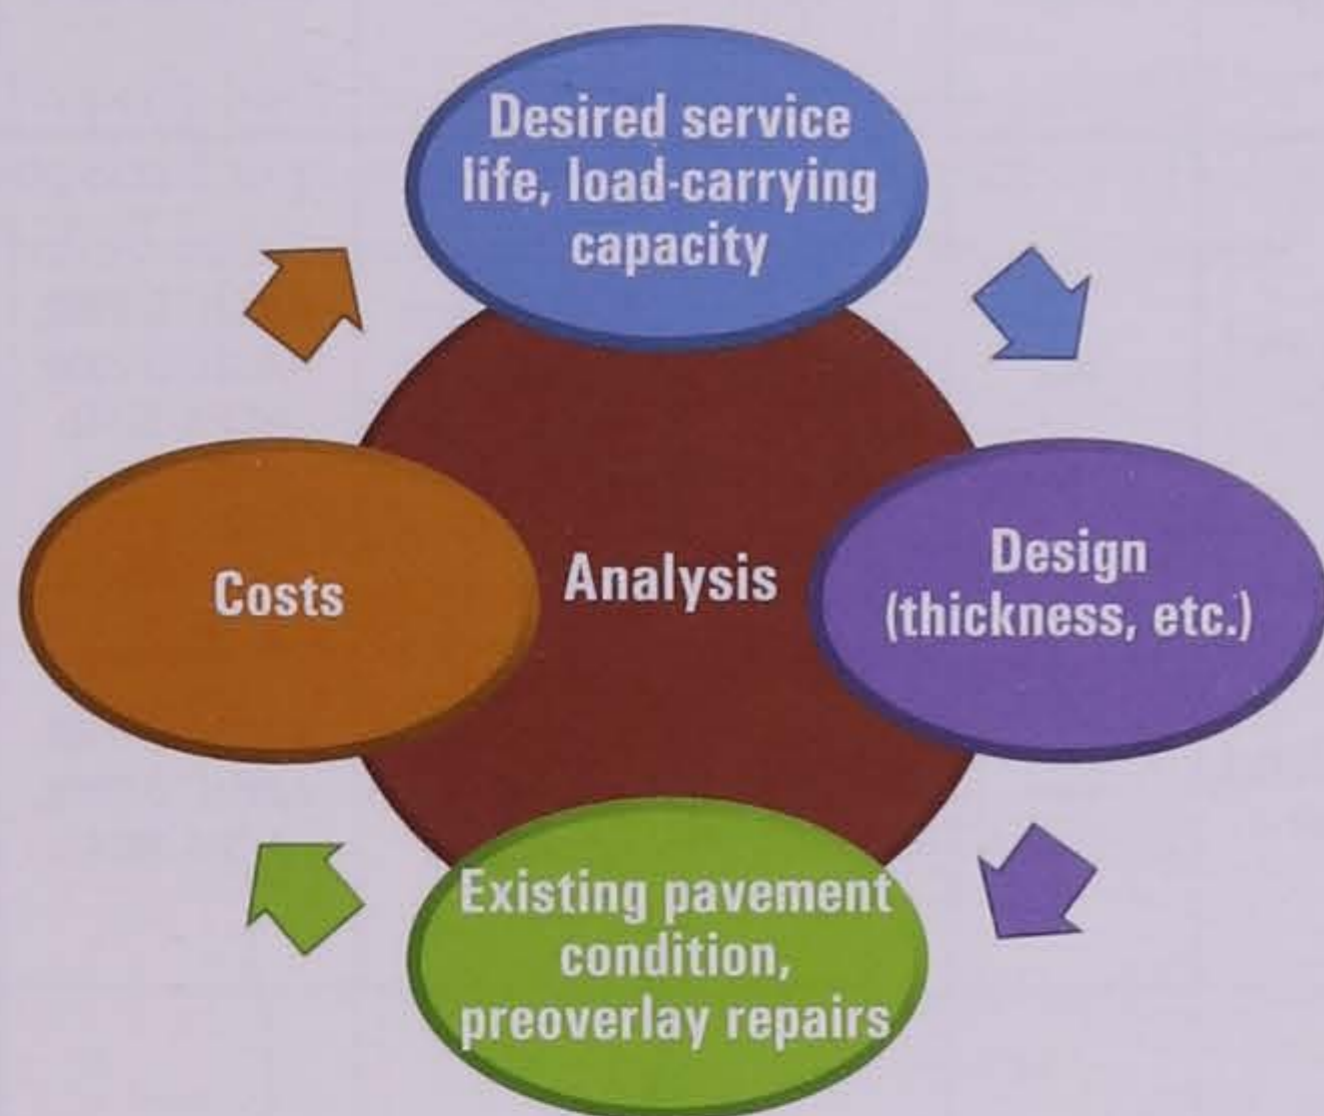 Desired service
life, load-carrying
capacity
Costs
Analysis
Design
(thickness, etc.)
Existing pavement
condition,
preoverlay repairs